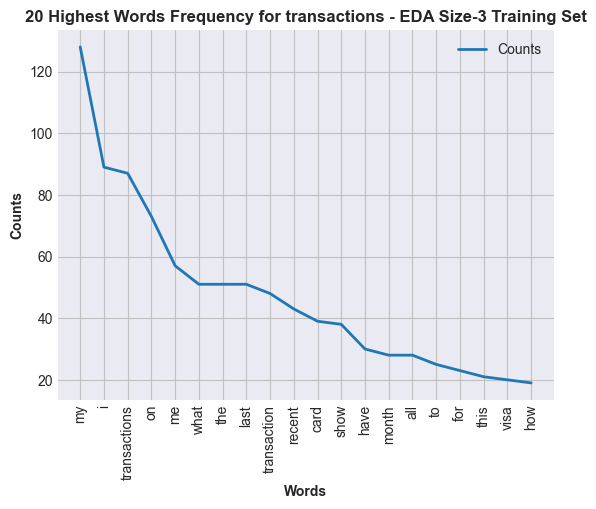 20 Highest Words Frequency for transactions - EDA Size-3 Training Set
Counts
120
100
80
60
40
20
Counts
my
i
transactions
on
me
what
the
last
transaction
recent
card
show
have
month
all
to
for
this
visa
how
Words